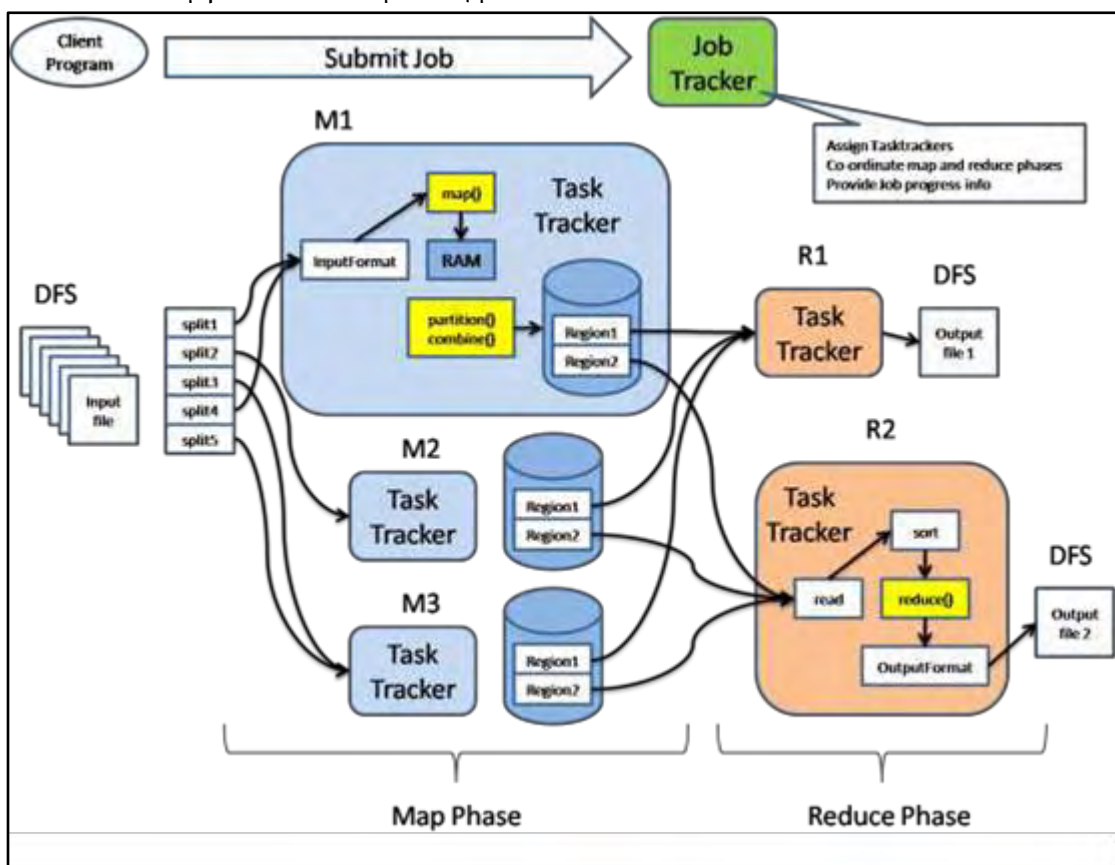 Client
Program
Submit Job
Job
Tracker
Assign Tasktrackers
Co-ordinate map and reduce phases
Provide Job progress info
M1
map()
Task
Tracker
InputFormat
RAM
partition()
combine()
Region1
Region2
DFS
Input
file
split1
split2
split3
split4
split5
M2
Task
Tracker
Region1
Region2
M3
Task
Tracker
Region1
Region2
R1
Task
Tracker
DFS
Output
file 1
R2
Task
Tracker
sort
read
reduce()
OutputFormat
DFS
Output
file 2
Map Phase
Reduce Phase